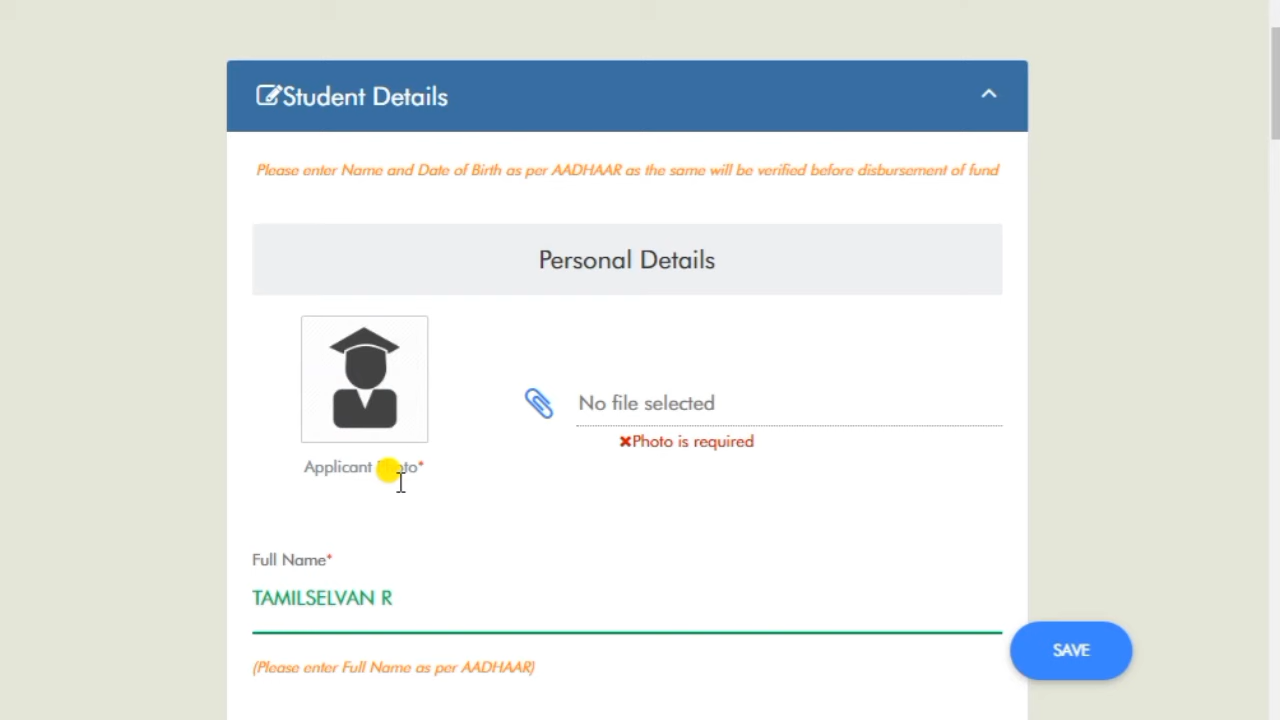 Student Details
Please enter Name and Date of Birth as per AADHAAR as the same will be verified before disbursement of fund
Personal Details
No file selected
Photo is required
Applicant
Full Name*
TAMILSELVAN R
(Please enter Full Name as per AADHAAR)
SAVE